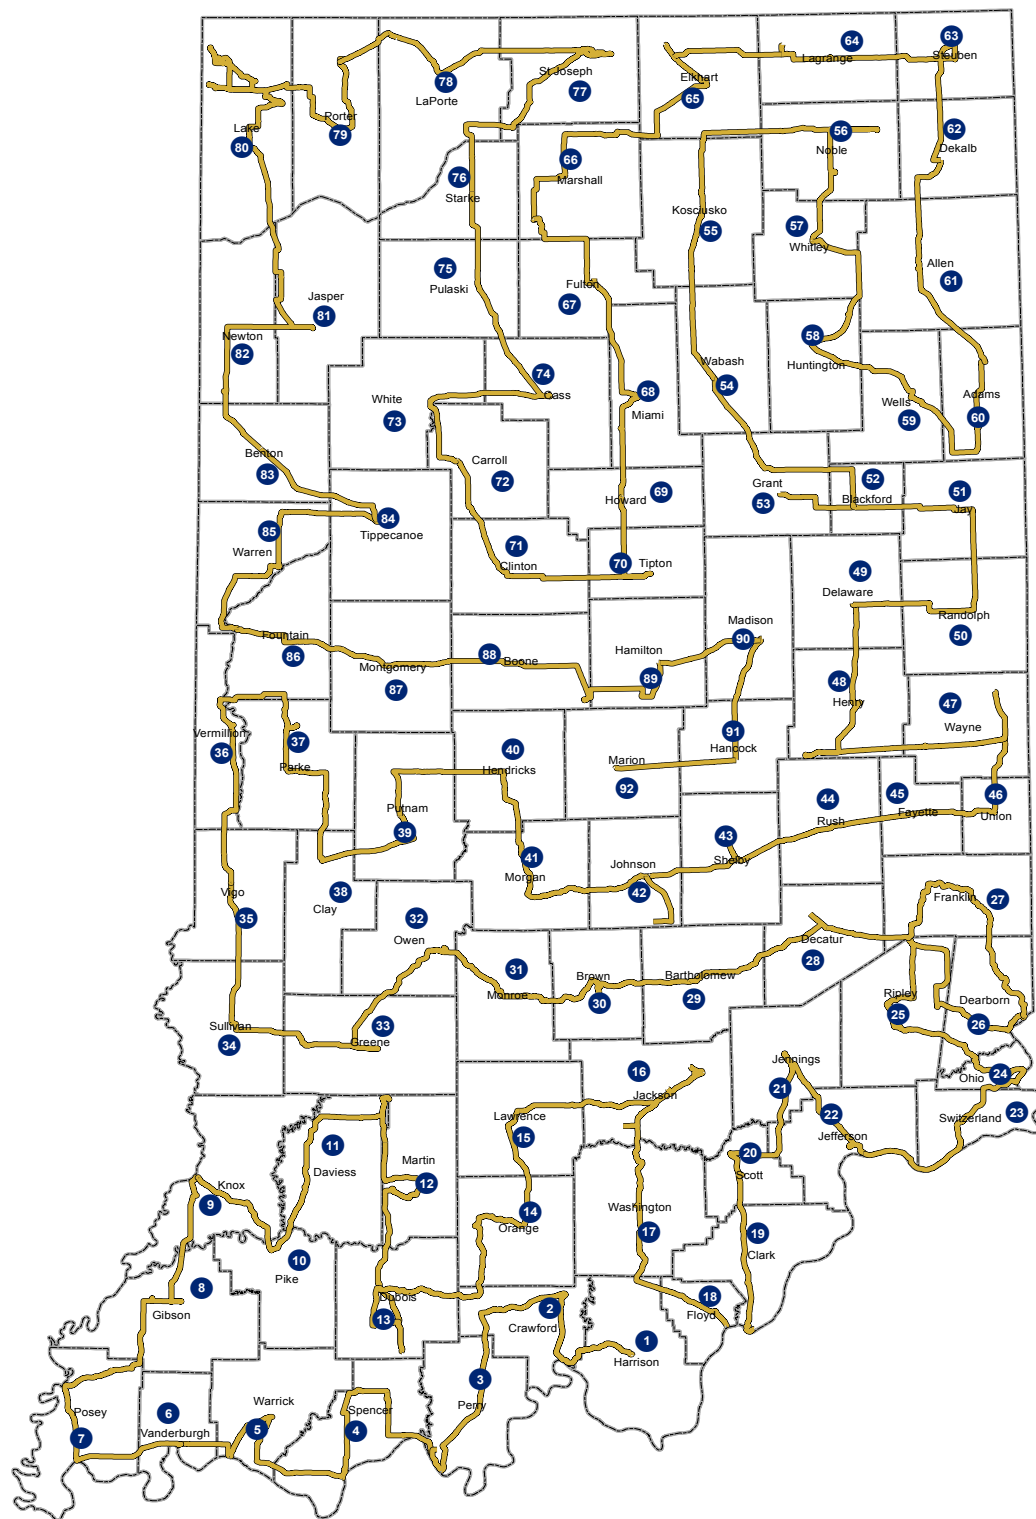 63
64
Steuben
Lagrange
St Joseph
Elkhart
78
77
LaPorte
65
Porter
79
Lake
80
56
Noble
62
Dekalb
66
Marshall
76
Starke
Kosciusko
55
57
Whitley
75
Pulaski
Fulton
67
Allen
61
Jasper
81
Newton
82
58
Huntington
Wabash
54
74
Cass
68
Miami
White
73
Adams
60
Wells
59
Benton
83
Carroll
72
Howard
69
Grant
53
52
Blackford
51
Jay
84
Tippecanoe
85
Warren
71
Clinton
70
Tipton
49
Delaware
Randolph
50
Fountain
86
Montgomery
87
88
Boone
Hamilton
89
Madison
90
48
Henry
47
Wayne
Vermillion
36
37
Parke
40
Hendricks
Marion
92
91
Hancock
Putnam
39
44
Rush
45
Fayette
46
Union
43
Shelby
41
Morgan
Johnson
42
38
Clay
Vigo
35
32
Owen
Franklin
27
Decatur
28
31
Monroe
Brown
30
Bartholomew
29
Ripley
25
Dearborn
26
Sullivan
34
33
Greene
16
Jackson
Jennings
21
24
Ohio
Lawrence
15
22
Jefferson
Switzerland
23
11
Daviess
Martin
12
20
Scott
Knox
9
14
Orange
Washington
17
19
Clark
10
Pike
8
Gibson
Dubois
13
2
Crawford
18
Floyd
1
Harrison
3
Perry
Posey
7
6
Vanderburgh
Warrick
5
Spencer
4